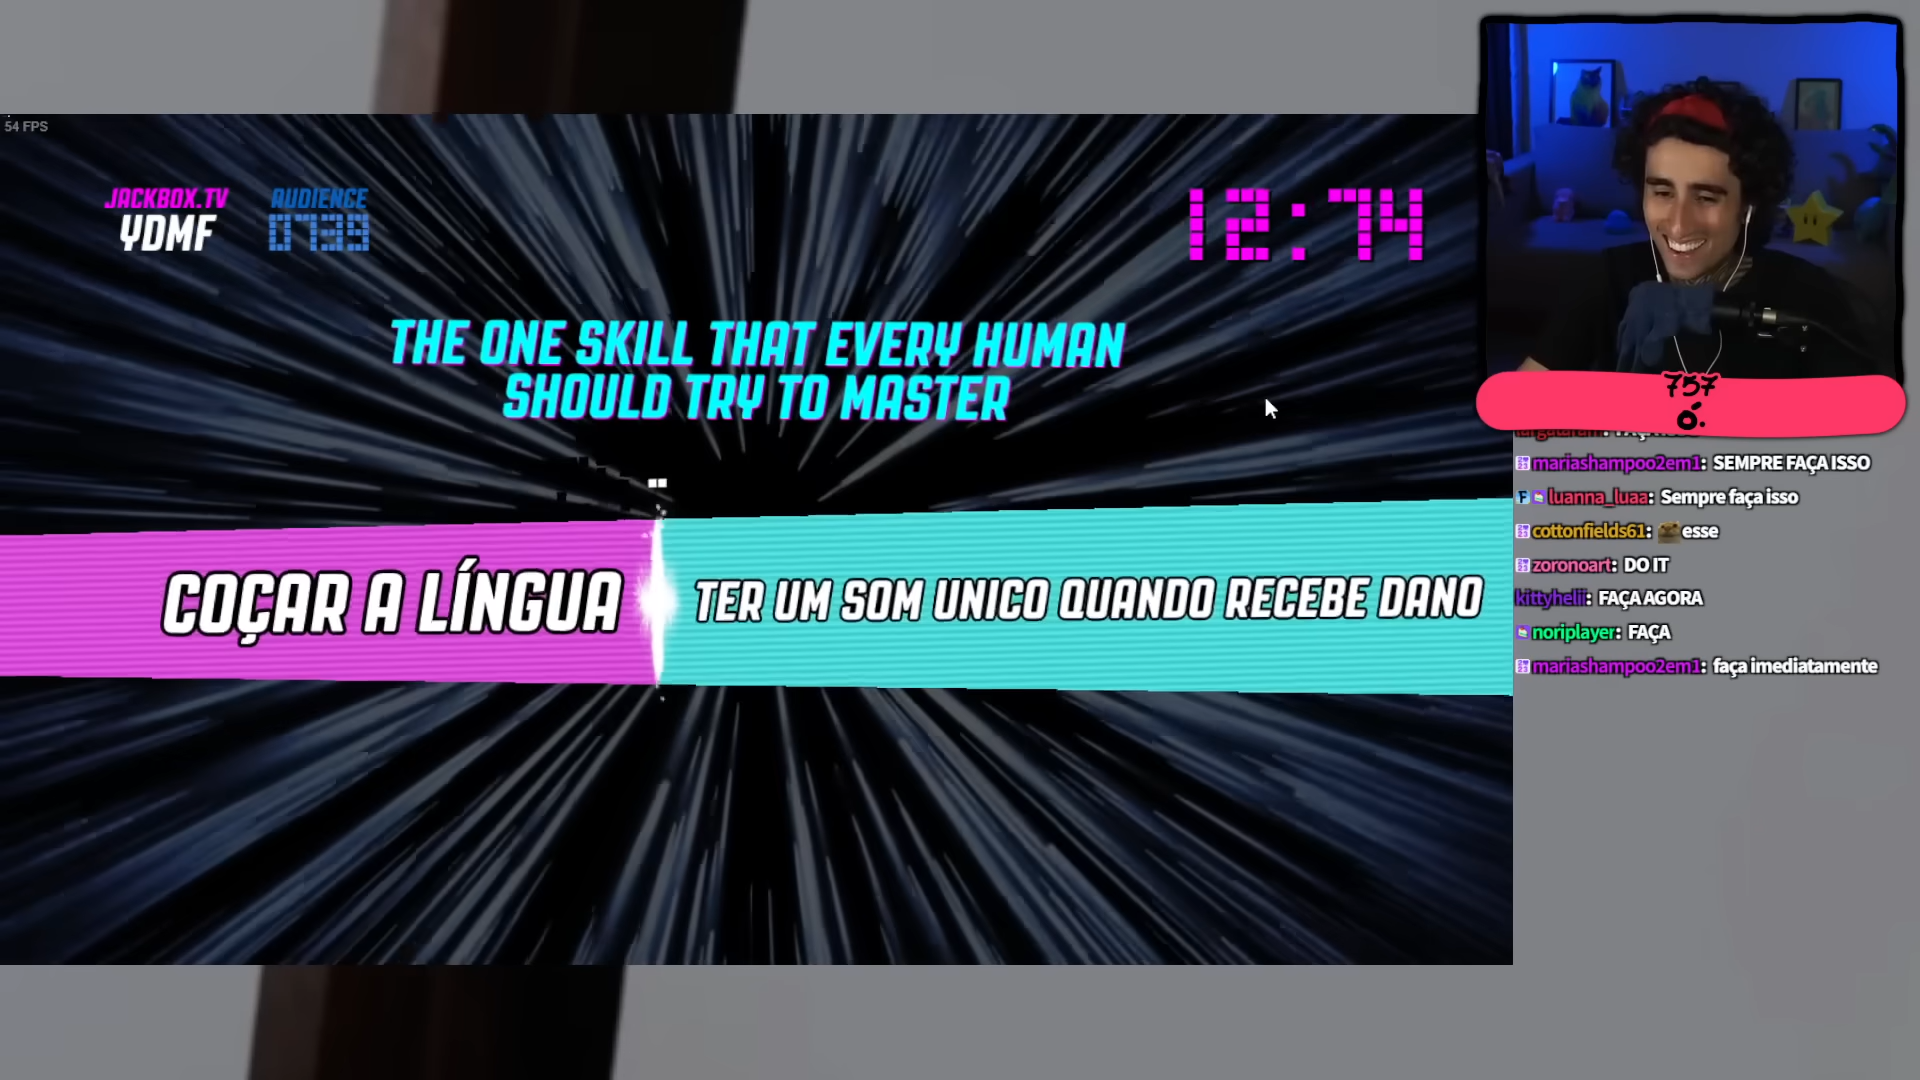 54 FPS
JACKBOX.TV
YDMF
AUDIENCE
0739
12:74
THE ONE SKILL THAT EVERY HUMAN
SHOULD TRY TO MASTER
COÇAR A LÍNGUA
TER UM SOM UNICO QUANDO RECEBE DANO
757
Ó.
mariashampoo2em1: SEMPRE FAÇA ISSO
luanna_luaa: Sempre faça isso
cottonfields61: esse
zoronoart: DO IT
kittyhelii: FAÇA AGORA
noriplayer: FAÇA
mariashampoo2em1: faça imediatamente